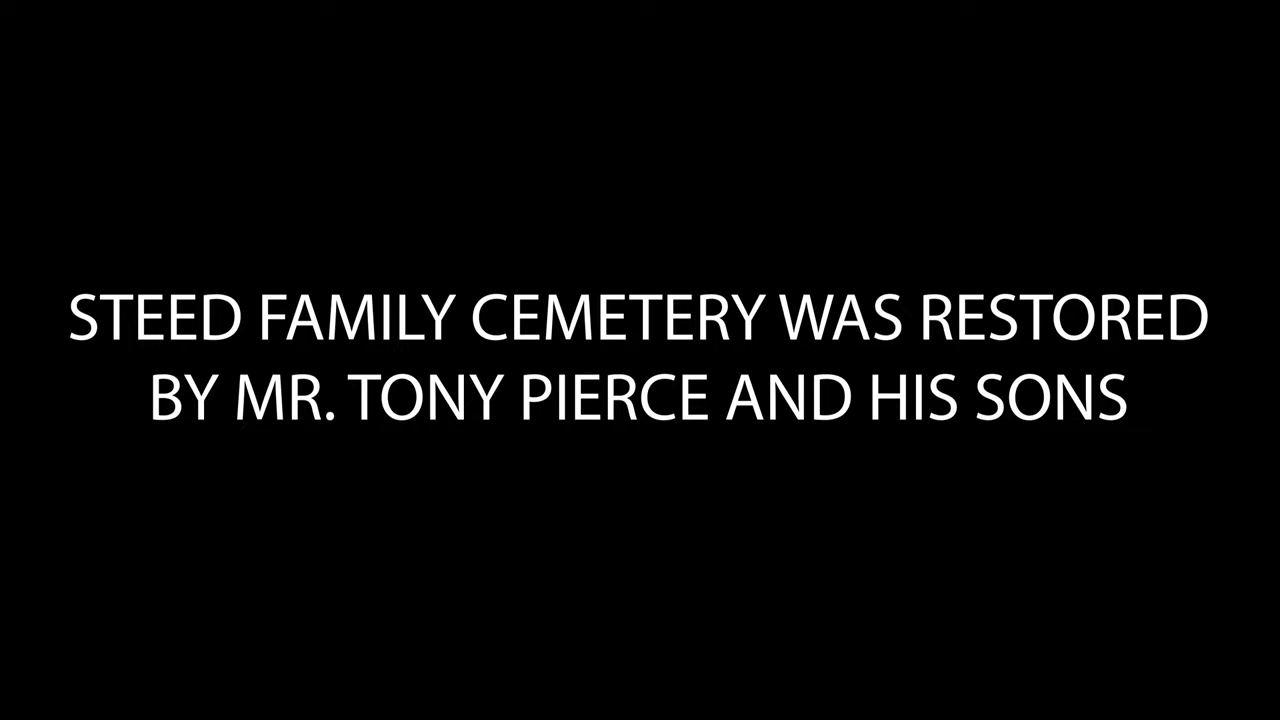 STEED FAMILY CEMETERY WAS RESTORED
BY MR. TONY PIERCE AND HIS SONS